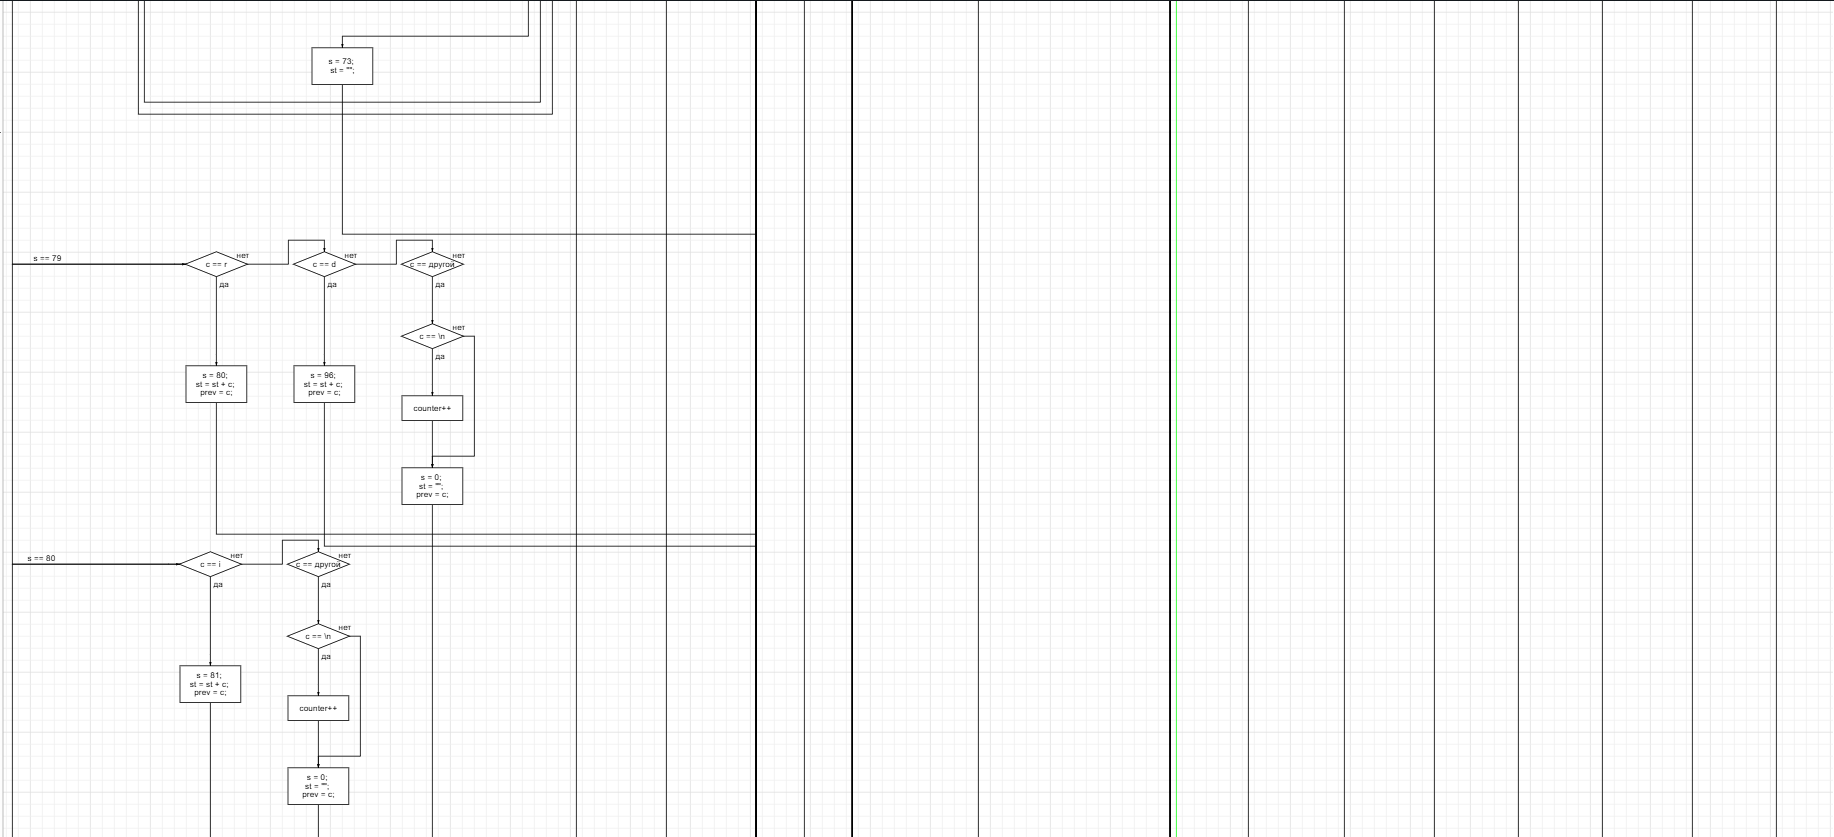 s = 73;
st = "";
s == 79
c == r
нет
да
c == d
нет
да
c == другой
нет
да
c == \n
нет
да
s = 80;
st = st + c;
prev = c;
s = 96;
st = st + c;
prev = c;
counter++
s = 0;
st = "";
prev = c;
s == 80
c == i
нет
да
c == другой
нет
да
c == \n
нет
да
s = 81;
st = st + c;
prev = c;
counter++
s = 0;
st = "";
prev = c;